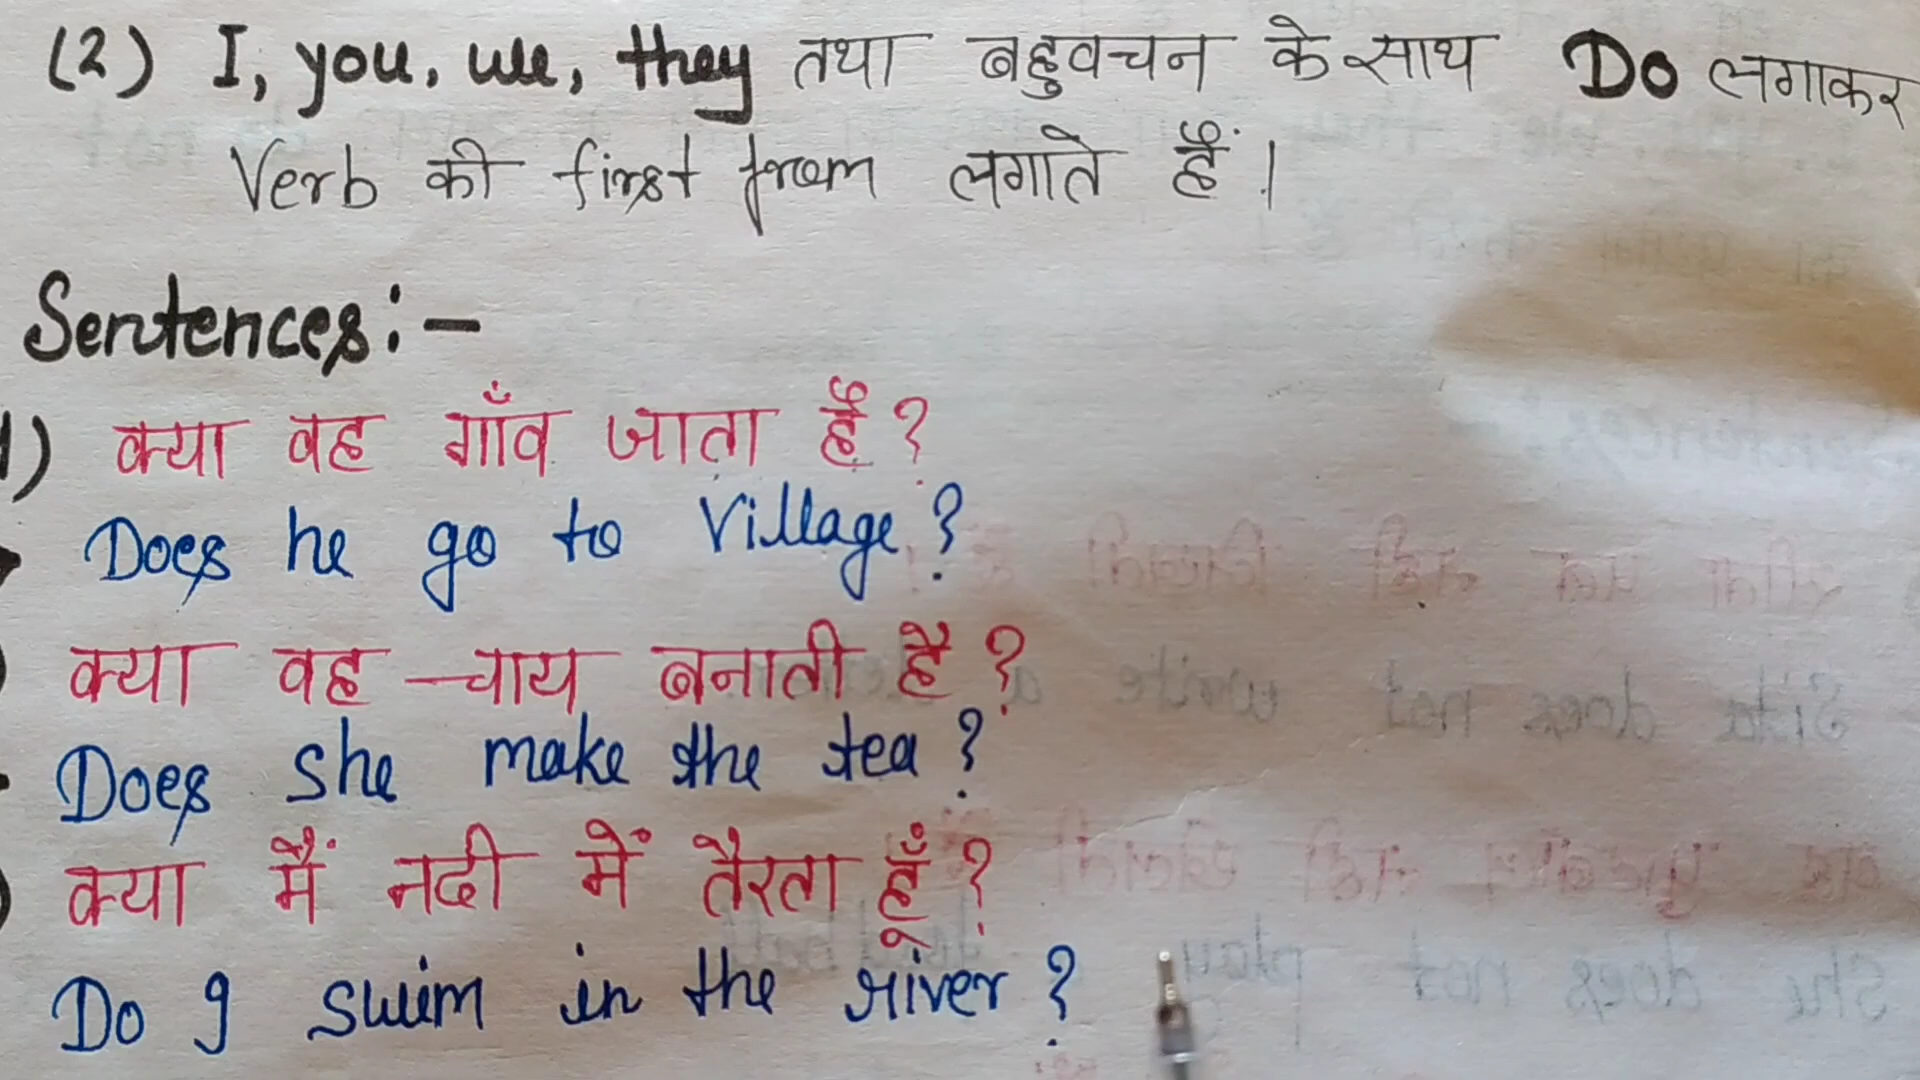 (2) I, you, we, they तथा बहुवचन के साथ Do लगाकर
Verb की first from लगाते हैं।
Sentences:-
1) क्या वह गाँव जाता है?
Does he go to Village?
क्या वह चाय बनाती है?
Does she make the tea?
क्या मैं नदी में तैरता हूँ?
Do I swim in the river?